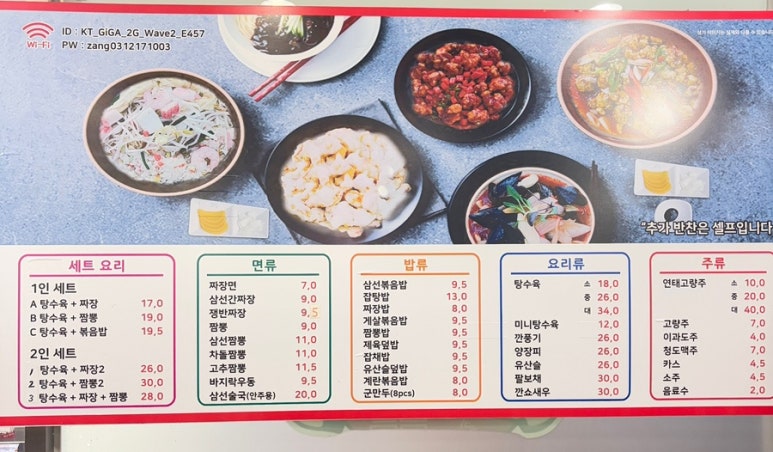 WI-FI
ID : KT_GiGA_2G_Wave2_E457
PW : zang0312171003
"추가 반찬은 셀프입니다
세트 요리
1인 세트
A 탕수육 + 짜장 17,0
B 탕수육 + 짬뽕 19,0
C 탕수육 + 볶음밥 19,5
2인 세트
1 탕수육 + 짜장2 26,0
2 탕수육 + 짬뽕2 30,0
3 탕수육 + 짜장 + 짬뽕 28,0
면류
짜장면 7,0
삼선간짜장 9,0
쟁반짜장 9,5
짬뽕 9,0
삼선짬뽕 11,0
차돌짬뽕 11,0
고추짬뽕 11,5
바지락우동 9,5
삼선술국(안주용) 20,0
밥류
삼선볶음밥 9,5
잡탕밥 13,0
짜장밥 8,0
게살볶음밥 9,5
짬뽕밥 9,5
제육덮밥 9,5
잡채밥 9,5
유산슬덮밥 9,5
계란볶음밥 8,0
군만두(8pcs) 8,0
요리류
탕수육 소 18,0
중 26,0
대 34,0
미니탕수육 12,0
깐풍기 26,0
양장피 26,0
유산슬 26,0
팔보채 30,0
깐쇼새우 30,0
주류
연태고량주 소 10,0
중 20,0
대 40,0
고량주 7,0
이과도주 4,0
청도맥주 7,0
카스 4,5
소주 4,5
음료수 2,0